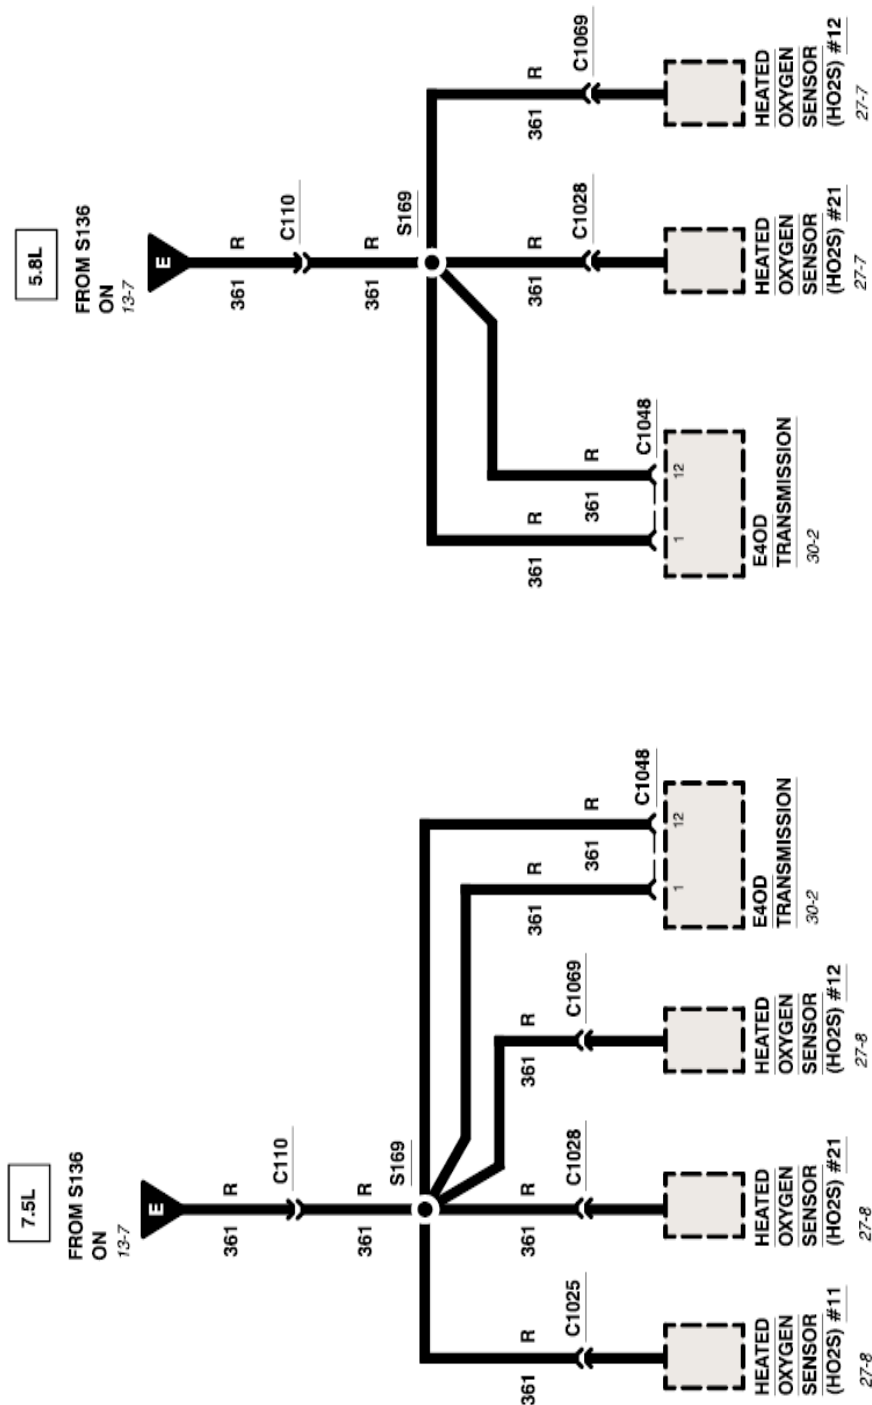 7.5L
FROM S136
ON
13-7
E
361 R
C110
361 R
S169
361 R
C1025
HEATED
OXYGEN
SENSOR
(HO2S) #11
27-8
361 R
C1028
HEATED
OXYGEN
SENSOR
(HO2S) #21
27-8
361 R
C1069
HEATED
OXYGEN
SENSOR
(HO2S) #12
27-8
361 R
361 R
C1048
1 12
E4OD
TRANSMISSION
30-2
5.8L
FROM S136
ON
13-7
E
361 R
C110
361 R
S169
361 R
361 R
C1048
1 12
E4OD
TRANSMISSION
30-2
361 R
C1028
HEATED
OXYGEN
SENSOR
(HO2S) #21
27-7
361 R
C1069
HEATED
OXYGEN
SENSOR
(HO2S) #12
27-7